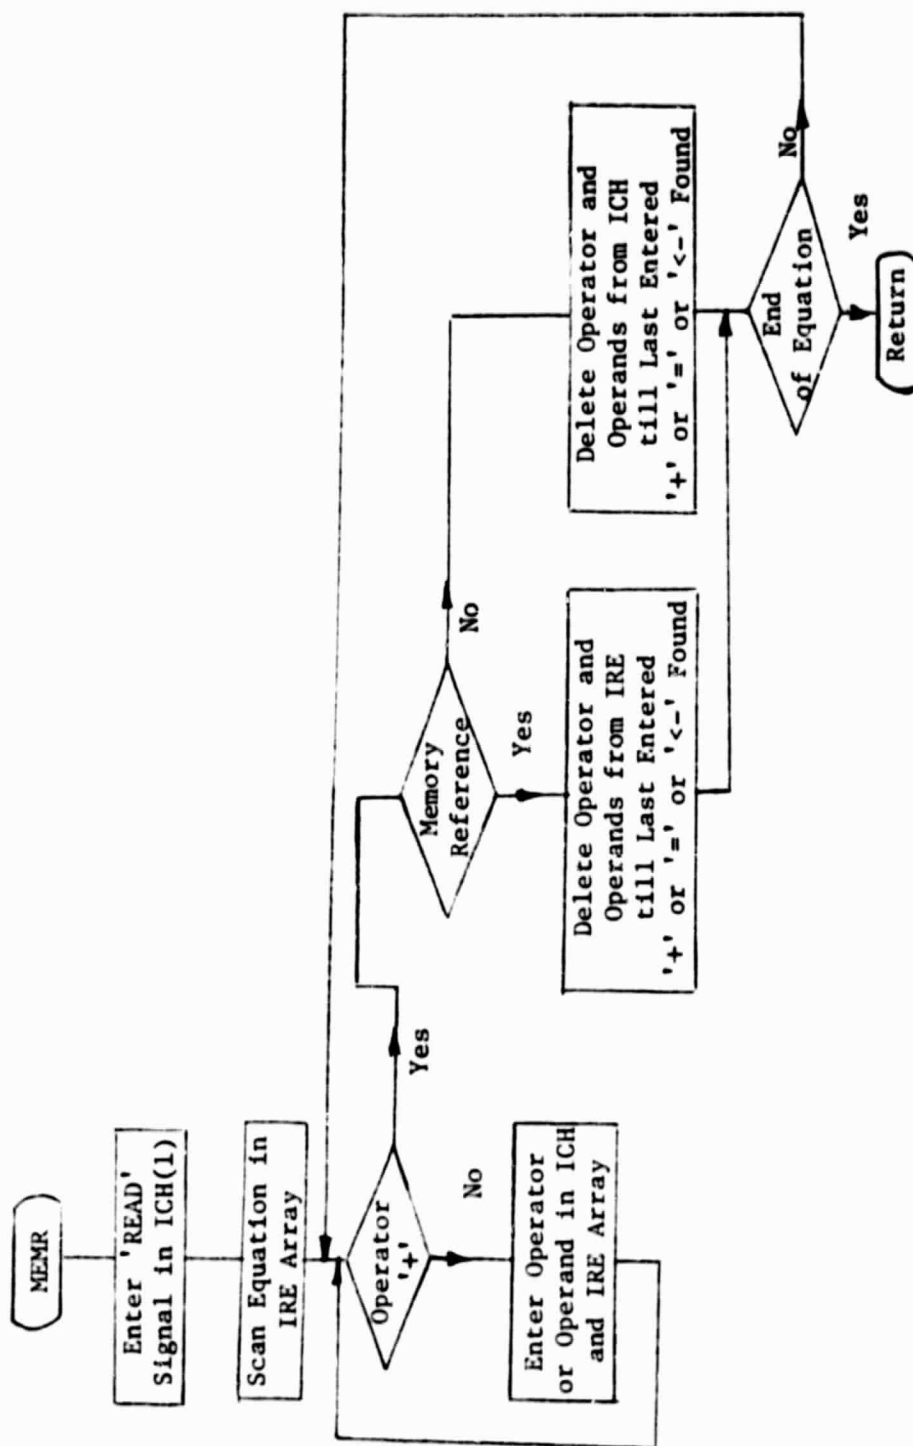 MEMR
Enter 'READ'
Signal in ICH(1)
Scan Equation in
IRE Array
Operator
'+'
Yes
No
Enter Operator
or Operand in ICH
and IRE Array
Memory
Reference
No
Yes
Delete Operator and
Operands from IRE
till Last Entered
'+' or '=' or '<-' Found
Delete Operator and
Operands from ICH
till Last Entered
'+' or '=' or '<-' Found
End
of Equation
No
Yes
Return